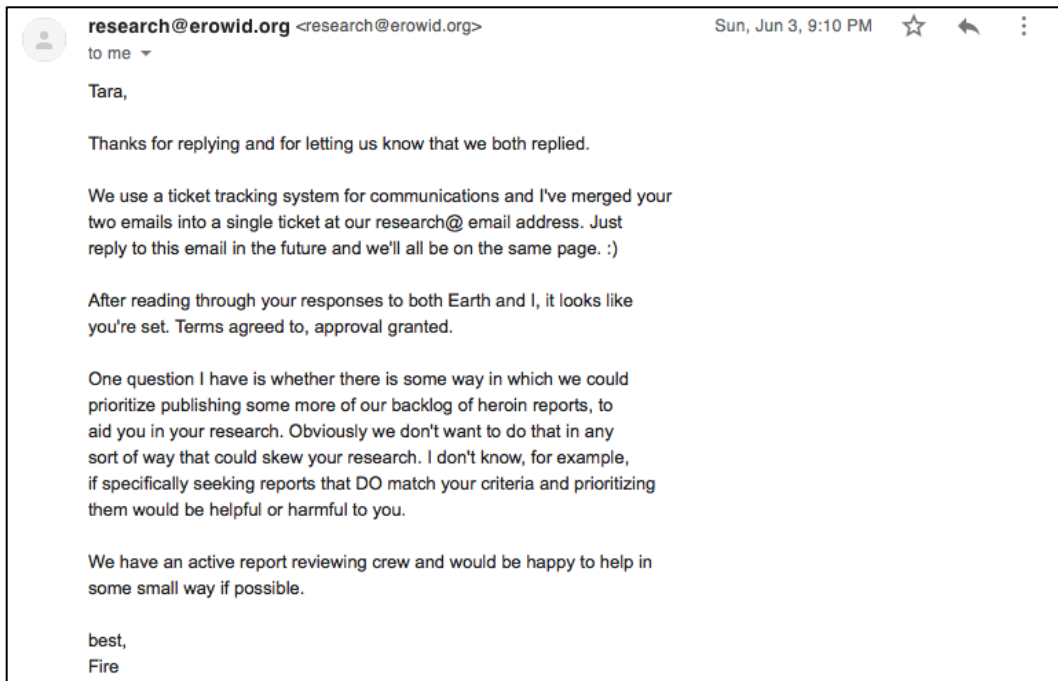 research@erowid.org <research@erowid.org> Sun, Jun 3, 9:10 PM
to me
Tara,
Thanks for replying and for letting us know that we both replied.
We use a ticket tracking system for communications and I've merged your
two emails into a single ticket at our research@ email address. Just
reply to this email in the future and we'll all be on the same page. :)
After reading through your responses to both Earth and I, it looks like
you're set. Terms agreed to, approval granted.
One question I have is whether there is some way in which we could
prioritize publishing some more of our backlog of heroin reports, to
aid you in your research. Obviously we don't want to do that in any
sort of way that could skew your research. I don't know, for example,
if specifically seeking reports that DO match your criteria and prioritizing
them would be helpful or harmful to you.
We have an active report reviewing crew and would be happy to help in
some small way if possible.
best,
Fire